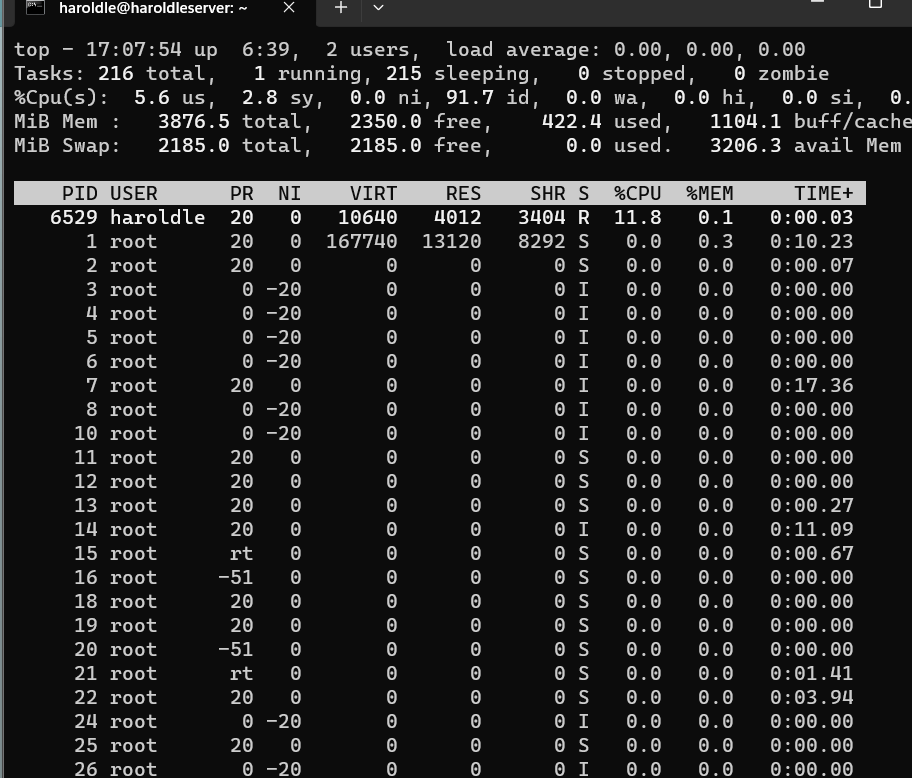 haroldle@haroldleserver: ~
top - 17:07:54 up  6:39,  2 users,  load average: 0.00, 0.00, 0.00
Tasks: 216 total,   1 running, 215 sleeping,   0 stopped,   0 zombie
%Cpu(s):  5.6 us,  2.8 sy,  0.0 ni, 91.7 id,  0.0 wa,  0.0 hi,  0.0 si,  0.
MiB Mem :   3876.5 total,   2350.0 free,    422.4 used,   1104.1 buff/cache
MiB Swap:   2185.0 total,   2185.0 free,      0.0 used.   3206.3 avail Mem
PID USER      PR  NI    VIRT    RES    SHR S  %CPU  %MEM     TIME+
6529 haroldle  20   0   10640   4012   3404 R  11.8   0.1   0:00.03
1 root      20   0  167740  13120   8292 S   0.0   0.3   0:10.23
2 root      20   0       0      0      0 S   0.0   0.0   0:00.07
3 root       0 -20       0      0      0 I   0.0   0.0   0:00.00
4 root       0 -20       0      0      0 I   0.0   0.0   0:00.00
5 root       0 -20       0      0      0 I   0.0   0.0   0:00.00
6 root       0 -20       0      0      0 I   0.0   0.0   0:00.00
7 root      20   0       0      0      0 I   0.0   0.0   0:17.36
8 root       0 -20       0      0      0 I   0.0   0.0   0:00.00
10 root       0 -20       0      0      0 I   0.0   0.0   0:00.00
11 root      20   0       0      0      0 S   0.0   0.0   0:00.00
12 root      20   0       0      0      0 S   0.0   0.0   0:00.00
13 root      20   0       0      0      0 S   0.0   0.0   0:00.27
14 root      20   0       0      0      0 I   0.0   0.0   0:11.09
15 root      rt   0       0      0      0 S   0.0   0.0   0:00.67
16 root     -51   0       0      0      0 S   0.0   0.0   0:00.00
18 root      20   0       0      0      0 S   0.0   0.0   0:00.00
19 root      20   0       0      0      0 S   0.0   0.0   0:00.00
20 root     -51   0       0      0      0 S   0.0   0.0   0:00.00
21 root      rt   0       0      0      0 S   0.0   0.0   0:01.41
22 root      20   0       0      0      0 S   0.0   0.0   0:03.94
24 root       0 -20       0      0      0 I   0.0   0.0   0:00.00
25 root      20   0       0      0      0 S   0.0   0.0   0:00.00
26 root       0 -20       0      0      0 I   0.0   0.0   0:00.00